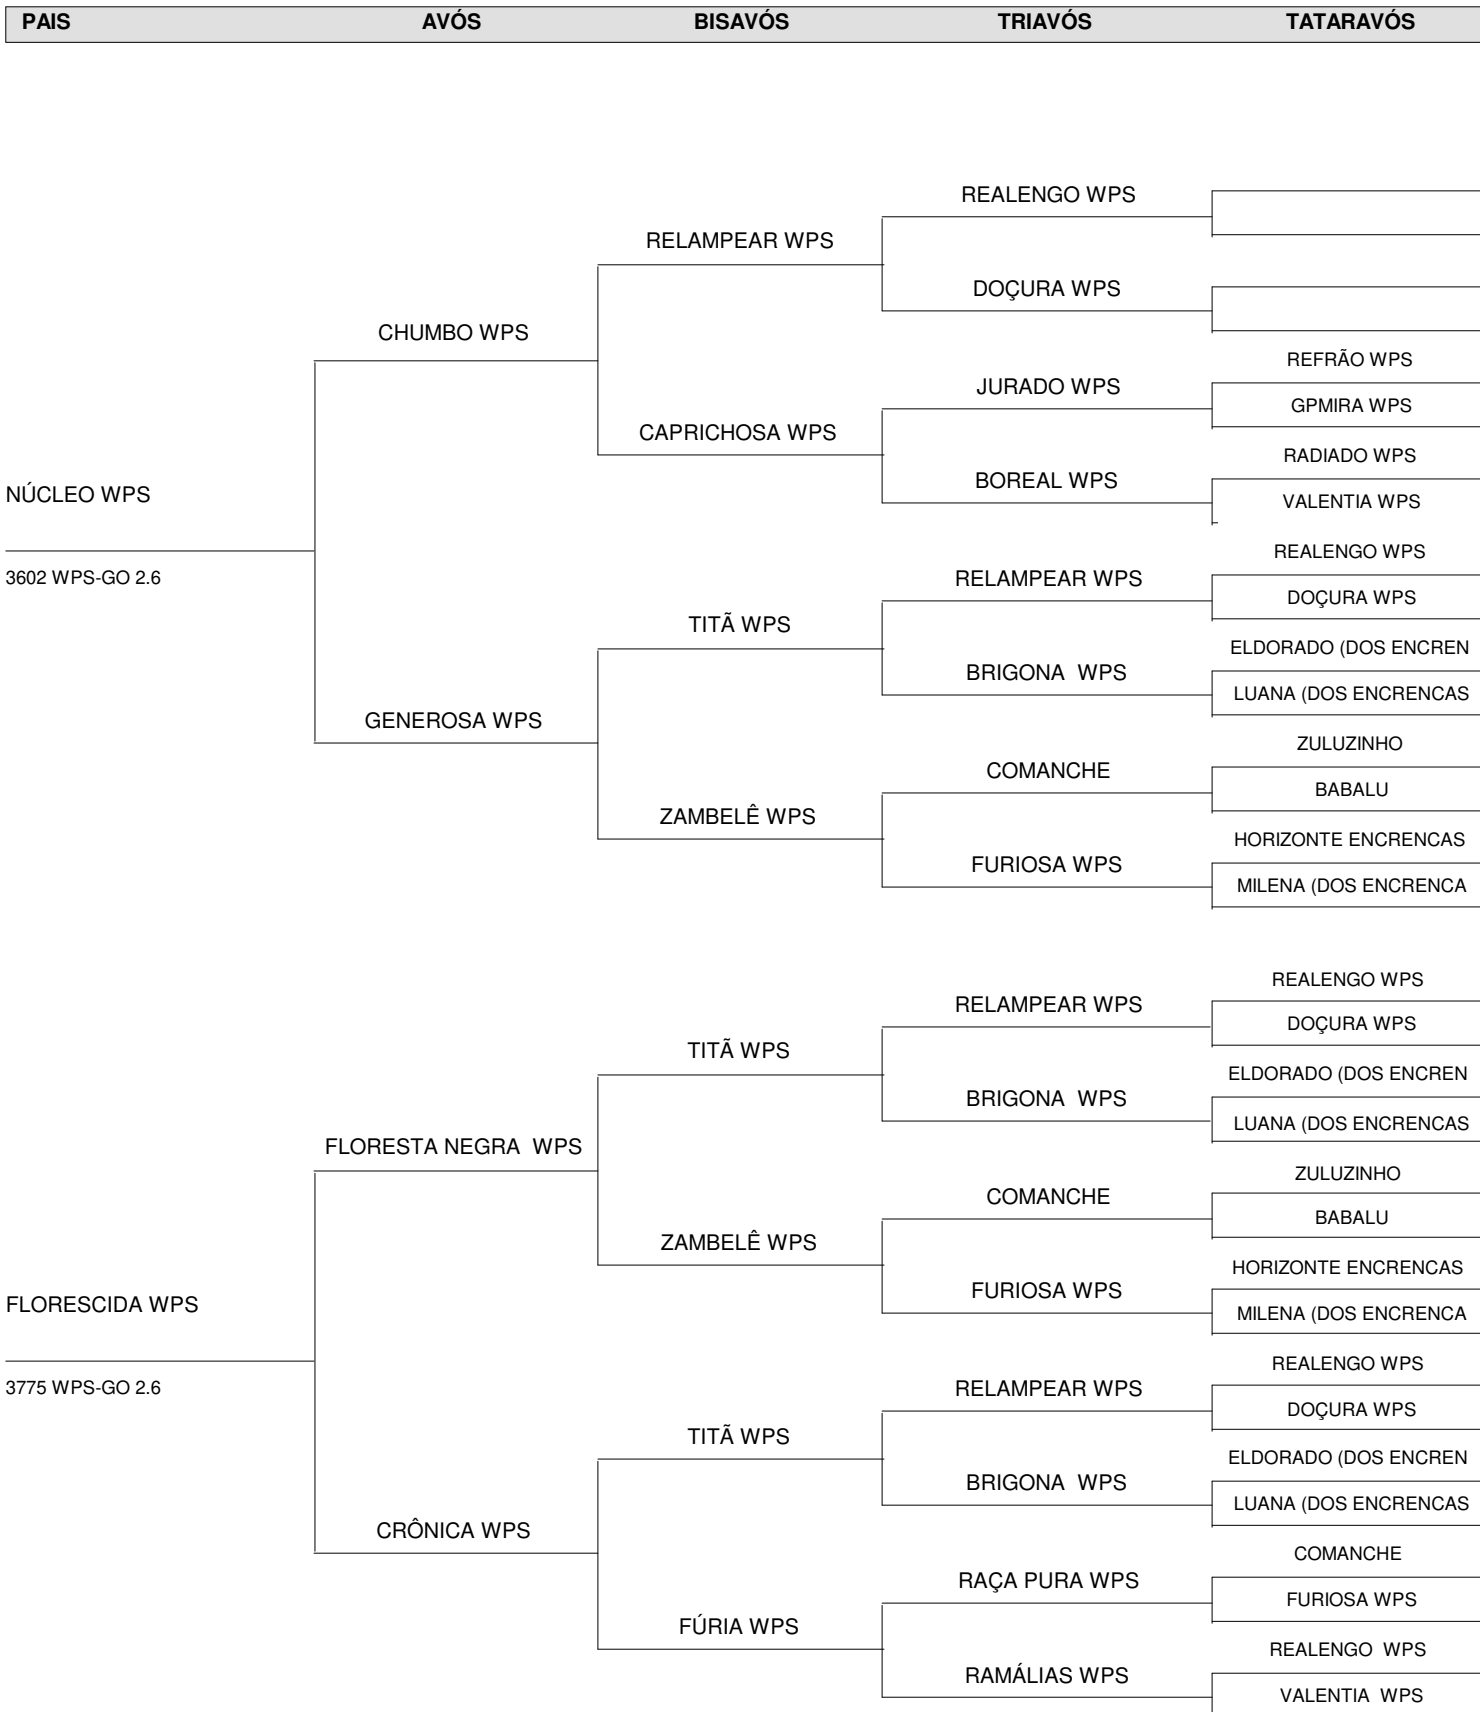 PAIS AVÓS BISAVÓS TRIAVÓS TATARAVÓS
REALENGO WPS
RELAMPEAR WPS
DOÇURA WPS
CHUMBO WPS
REFRÃO WPS
JURADO WPS
GPMIRA WPS
CAPRICHOSA WPS
RADIADO WPS
BOREAL WPS
NÚCLEO WPS
VALENTIA WPS
REALENGO WPS
3602 WPS-GO 2.6
RELAMPEAR WPS
DOÇURA WPS
TITÃ WPS
ELDORADO (DOS ENCREN
BRIGONA WPS
LUANA (DOS ENCRENCAS
GENEROSA WPS
ZULUZINHO
COMANCHE
BABALU
ZAMBELÊ WPS
HORIZONTE ENCRENCAS
FURIOSA WPS
MILENA (DOS ENCRENCA
REALENGO WPS
RELAMPEAR WPS
DOÇURA WPS
TITÃ WPS
ELDORADO (DOS ENCREN
BRIGONA WPS
LUANA (DOS ENCRENCAS
FLORESTA NEGRA WPS
ZULUZINHO
COMANCHE
BABALU
ZAMBELÊ WPS
HORIZONTE ENCRENCAS
FURIOSA WPS
FLORESCIDA WPS
MILENA (DOS ENCRENCA
REALENGO WPS
3775 WPS-GO 2.6
RELAMPEAR WPS
DOÇURA WPS
TITÃ WPS
ELDORADO (DOS ENCREN
BRIGONA WPS
LUANA (DOS ENCRENCAS
CRÔNICA WPS
COMANCHE
RAÇA PURA WPS
FURIOSA WPS
FÚRIA WPS
REALENGO WPS
RAMÁLIAS WPS
VALENTIA WPS